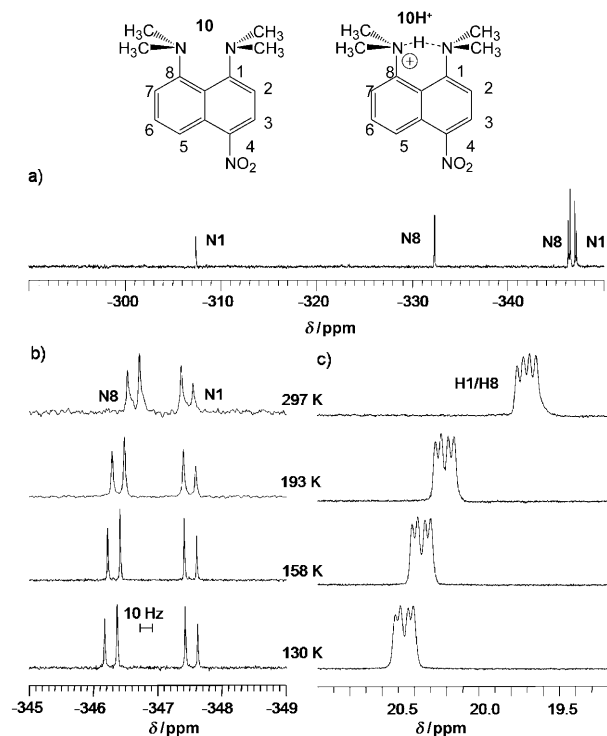 10 10H+
H3C H3C N N CH3 CH3 H3C H3C N H N CH3 CH3
8 1 + 8 1
7 2 7 2
6 3 6 3
5 4 5 4
NO2 NO2
a)
N1 N8 N8 N1
-300 -310 -320 -330 -340
δ/ppm
b) c)
N8 N1 H1/H8
297 K
193 K
158 K
10 Hz
130 K
-345 -346 -347 -348 -349 20.5 20.0 19.5
δ/ppm δ/ppm